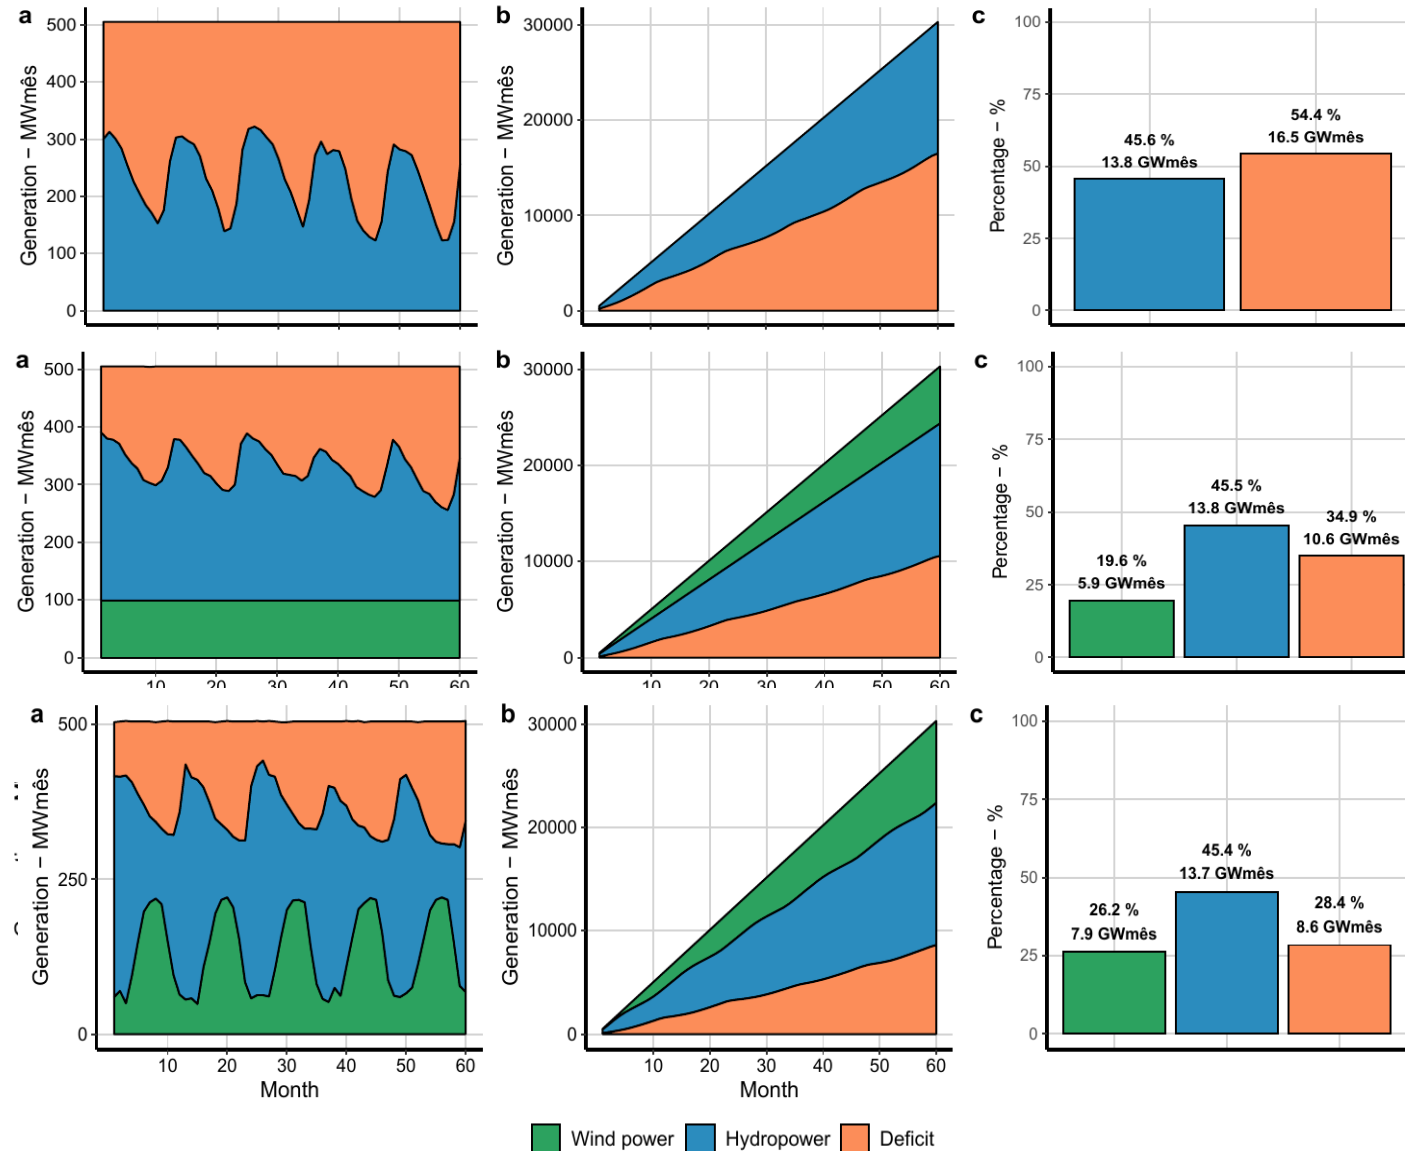 a
b
c
Generation − MWmês
500
400
300
200
100
0
Generation − MWmês
30000
20000
10000
0
Percentage − %
100
75
50
25
0
45.6 %
13.8 GWmês
54.4 %
16.5 GWmês
a
b
c
Generation − MWmês
500
400
300
200
100
0
10 20 30 40 50 60
Generation − MWmês
30000
20000
10000
0
10 20 30 40 50 60
Percentage − %
100
75
50
25
0
19.6 %
5.9 GWmês
45.5 %
13.8 GWmês
34.9 %
10.6 GWmês
a
b
c
Generation − MWmês
500
250
0
10 20 30 40 50 60
Month
Generation − MWmês
30000
20000
10000
0
10 20 30 40 50 60
Month
Percentage − %
100
75
50
25
0
26.2 %
7.9 GWmês
45.4 %
13.7 GWmês
28.4 %
8.6 GWmês
Wind power Hydropower Deficit